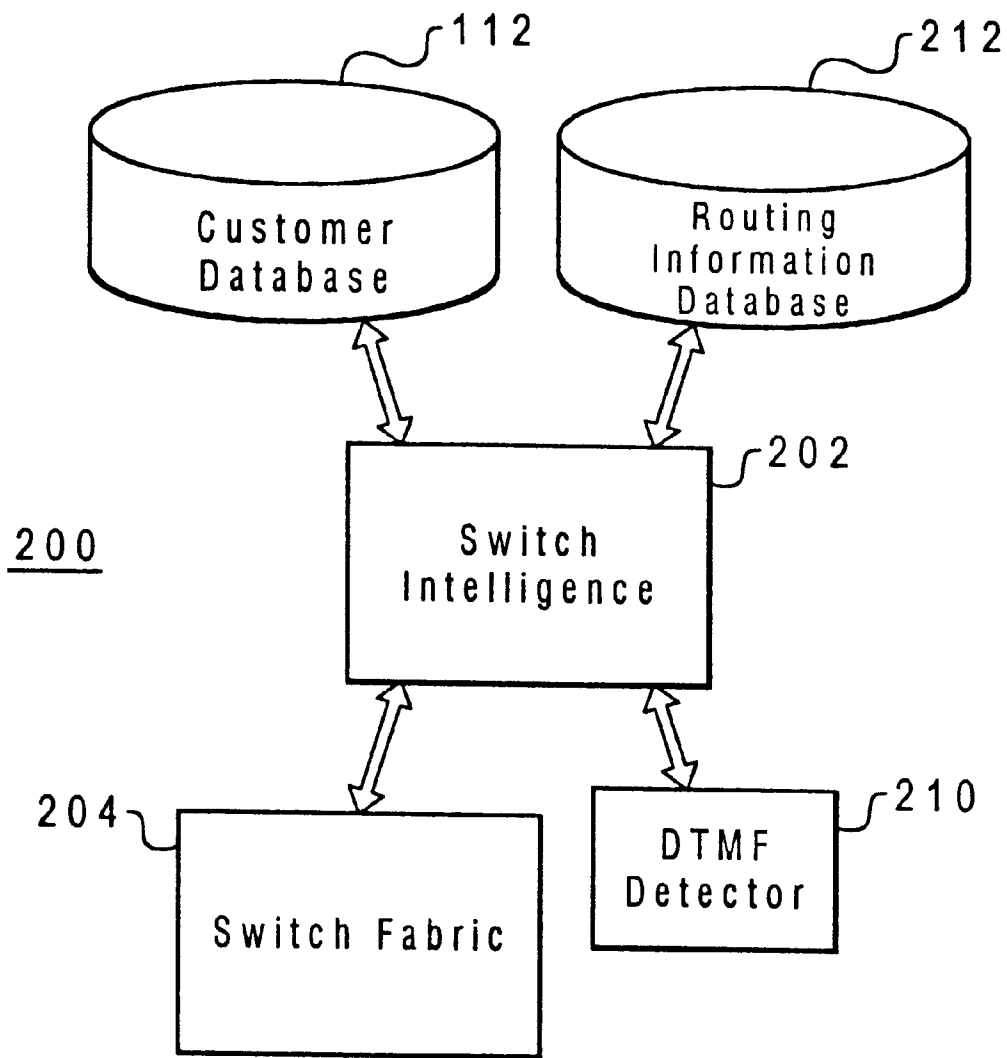 112
212
Customer
Database
Routing
Information
Database
202
200
Switch
Intelligence
204
210
DTMF
Detector
Switch Fabric